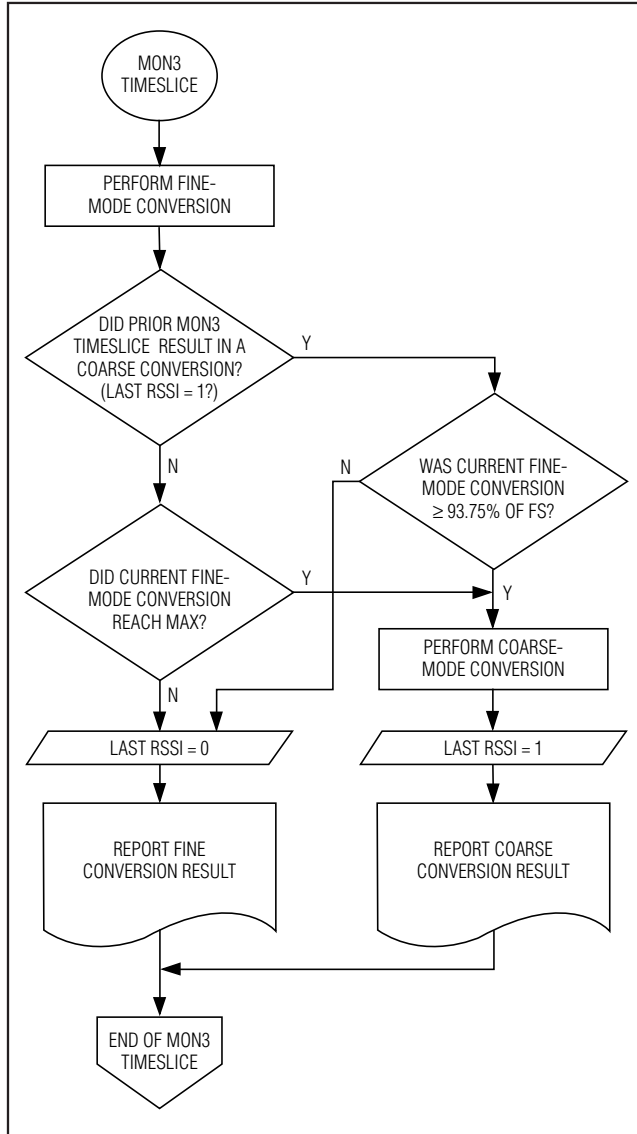 MON3
TIMESLICE
PERFORM FINE-
MODE CONVERSION
DID PRIOR MON3
TIMESLICE RESULT IN A
COARSE CONVERSION?
(LAST RSSI = 1?)
Y
N
WAS CURRENT FINE-
MODE CONVERSION
≥ 93.75% OF FS?
N
Y
DID CURRENT FINE-
MODE CONVERSION
REACH MAX?
Y
N
PERFORM COARSE-
MODE CONVERSION
LAST RSSI = 0
LAST RSSI = 1
REPORT FINE
CONVERSION RESULT
REPORT COARSE
CONVERSION RESULT
END OF MON3
TIMESLICE